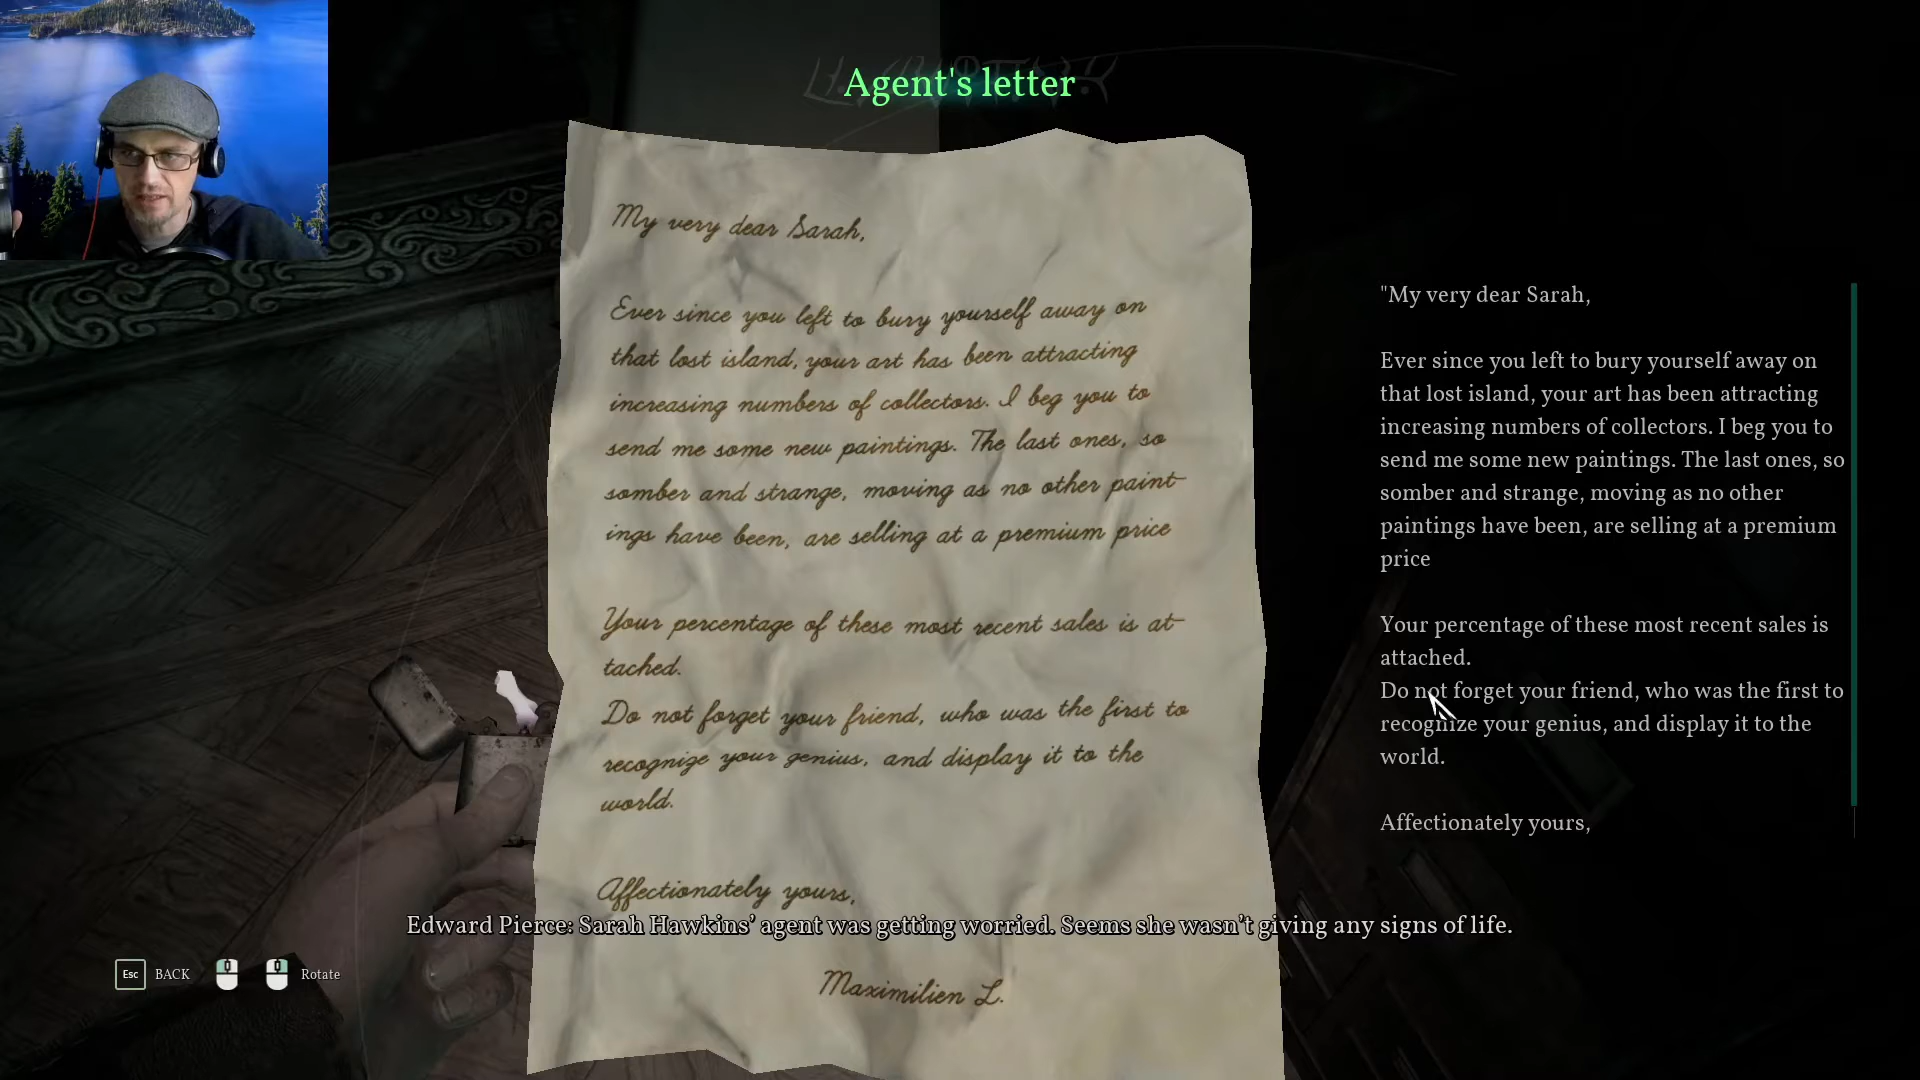 Agent's letter
My very dear Sarah,
Ever since you left to bury yourself away on
that lost island, your art has been attracting
increasing numbers of collectors. I beg you to
send me some new paintings. The last ones, so
somber and strange, moving as no other paint-
ings have been, are selling at a premium price
Your percentage of these most recent sales is at-
tached.
Do not forget your friend, who was the first to
recognize your genius, and display it to the
world.
Affectionately yours,
Maximilien L.
"My very dear Sarah,
Ever since you left to bury yourself away on
that lost island, your art has been attracting
increasing numbers of collectors. I beg you to
send me some new paintings. The last ones, so
somber and strange, moving as no other
paintings have been, are selling at a premium
price
Your percentage of these most recent sales is
attached.
Do not forget your friend, who was the first to
recognize your genius, and display it to the
world.
Affectionately yours,
Edward Pierce: Sarah Hawkins' agent was getting worried. Seems she wasn't giving any signs of life.
Esc BACK Rotate